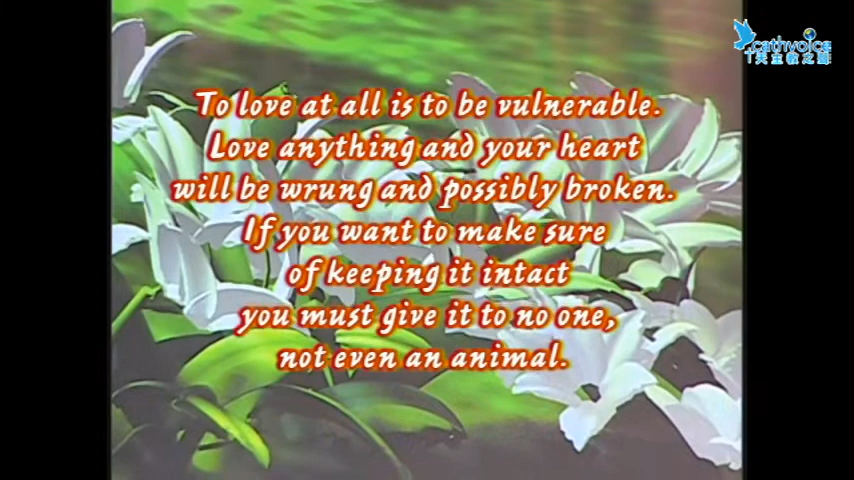 cathvoice
天主教之聲
To love at all is to be vulnerable.
Love anything and your heart
will be wrung and possibly broken.
If you want to make sure
of keeping it intact
you must give it to no one,
not even an animal.